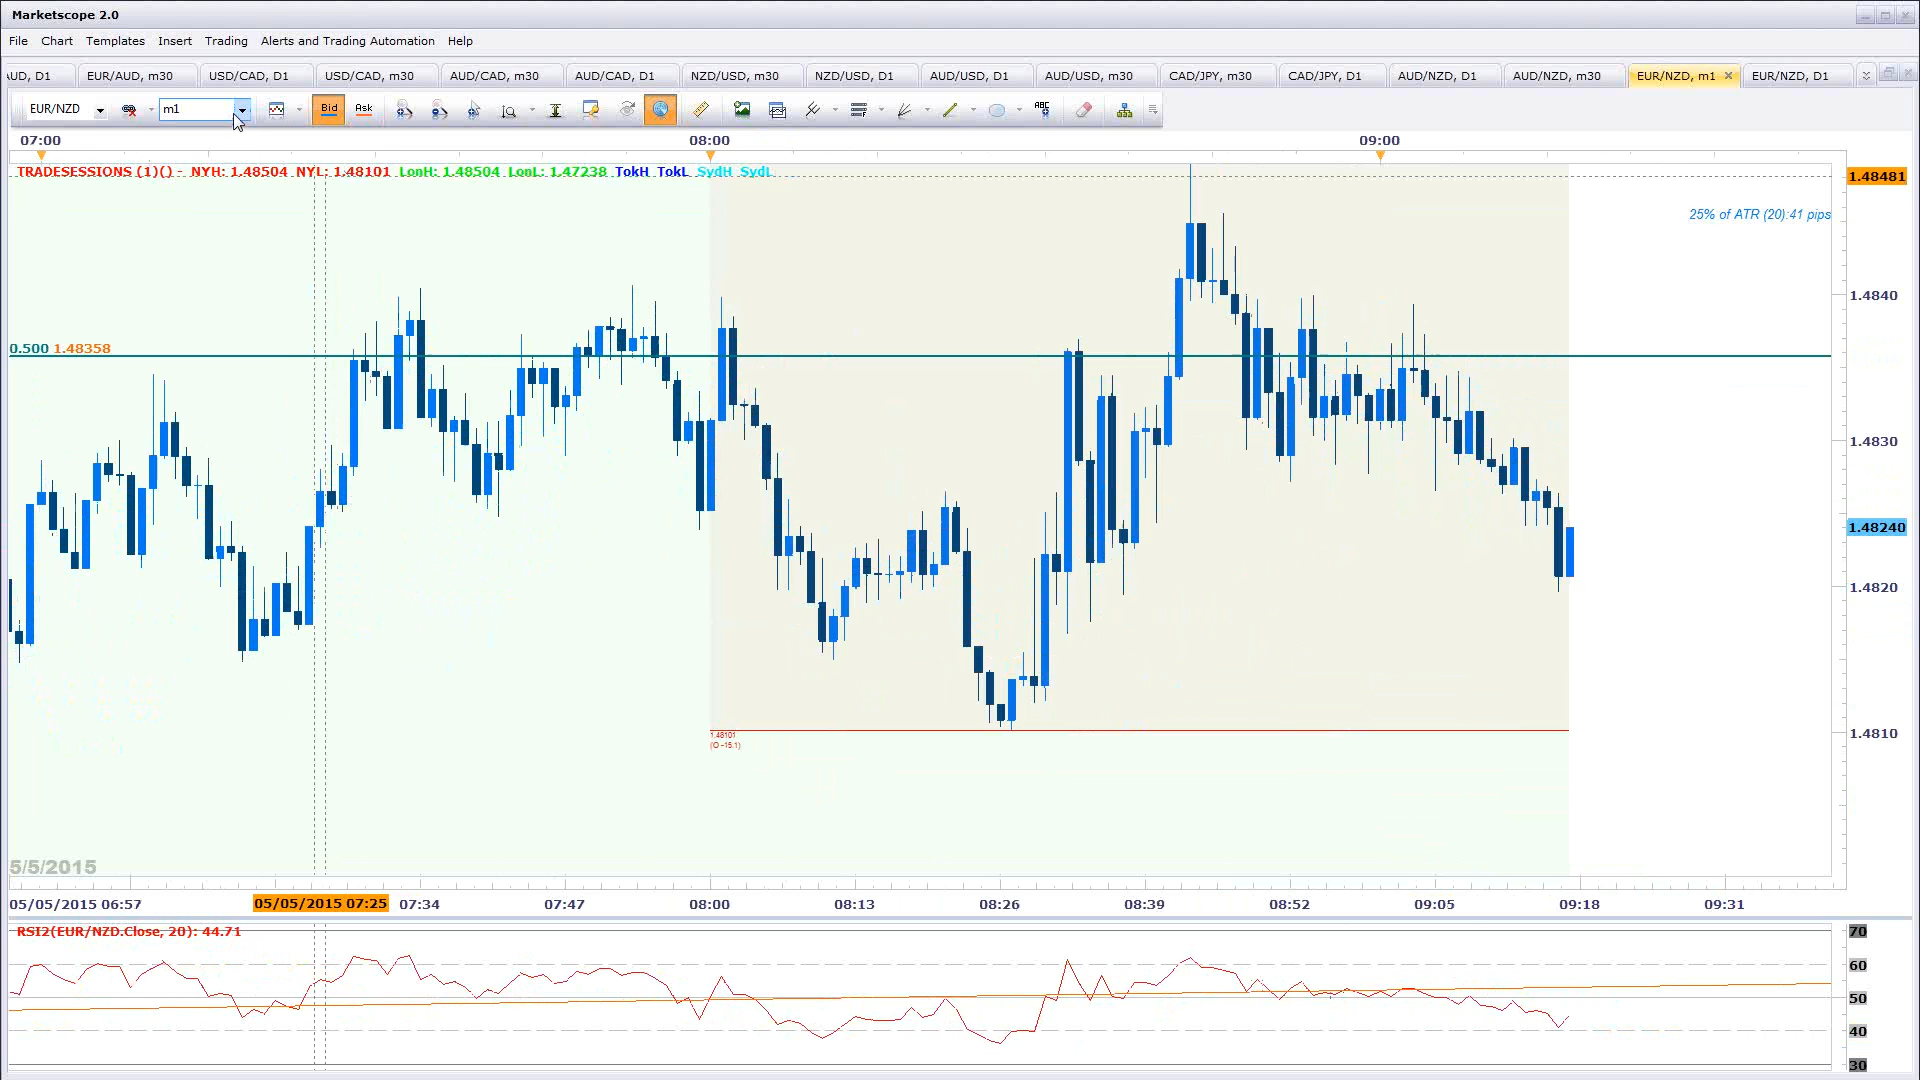 Marketscope 2.0
File Chart Templates Insert Trading Alerts and Trading Automation Help
AUD, D1 EUR/AUD, m30 USD/CAD, D1 USD/CAD, m30 AUD/CAD, m30 AUD/CAD, D1 NZD/USD, m30 NZD/USD, D1 AUD/USD, D1 AUD/USD, m30 CAD/JPY, m30 CAD/JPY, D1 AUD/NZD, D1 AUD/NZD, m30 EUR/NZD, m1 EUR/NZD, D1
EUR/NZD m1 Bid Ask ABC
07:00 08:00 09:00
TRADESESSIONS (1)() - NYH: 1.48504 NYL: 1.48101 LonH: 1.48504 LonL: 1.47238 TokH TokL SydH SydL
1.48481
25% of ATR (20):41 pips
1.4840
0.500 1.48358
1.4830
1.48240
1.4820
1.4810
1.48101
(O -15.1)
5/5/2015
05/05/2015 06:57 05/05/2015 07:25 07:34 07:47 08:00 08:13 08:26 08:39 08:52 09:05 09:18 09:31
RSI2(EUR/NZD.Close, 20): 44.71
70
60
50
40
30